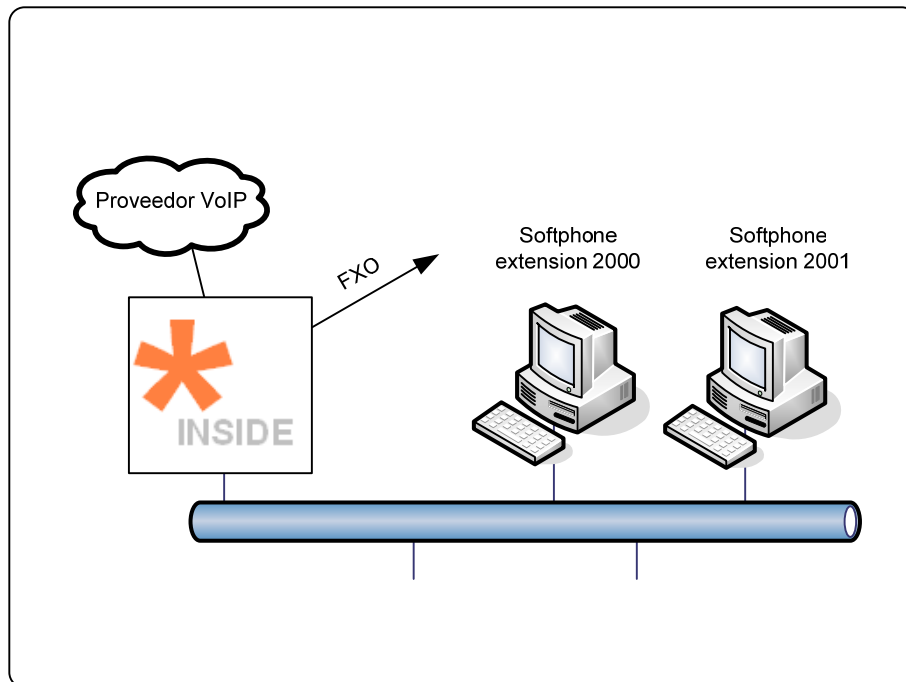 Proveedor VoIP
FXO
Softphone
extension 2000
Softphone
extension 2001
INSIDE